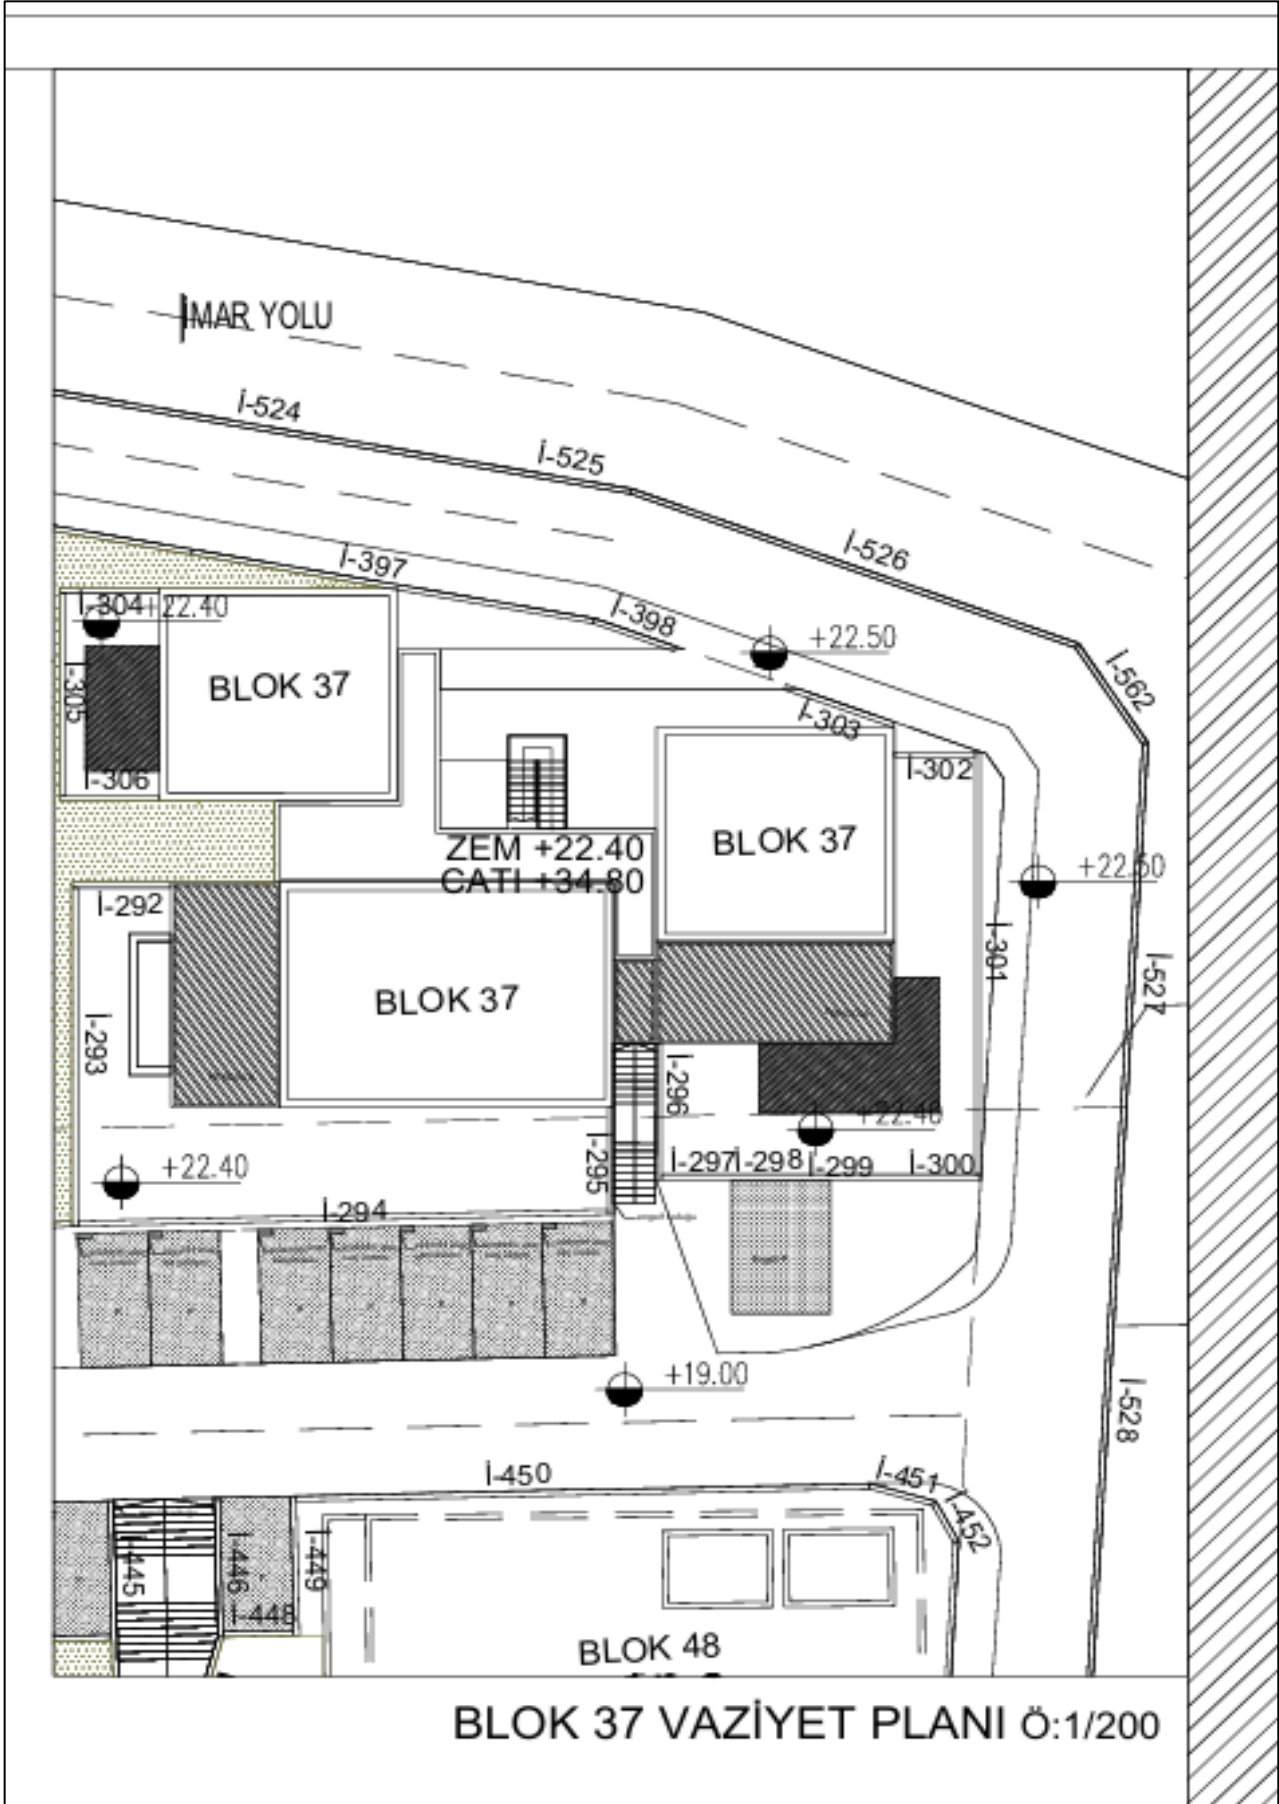 İMAR YOLU
İ-524
İ-525
İ-526
İ-397
İ-398
İ-562
İ-304
+22.40
+22.50
İ-305
BLOK 37
İ-303
İ-306
İ-302
ZEM +22.40
CATI +34.80
BLOK 37
+22.50
İ-292
İ-301
İ-527
BLOK 37
İ-293
İ-296
+22.40
İ-295
+22.40
İ-297
İ-298
İ-299
İ-300
İ-294
+19.00
İ-528
İ-450
İ-451
İ-452
İ-445
İ-446
İ-449
İ-448
BLOK 48
BLOK 37 VAZİYET PLANI Ö:1/200